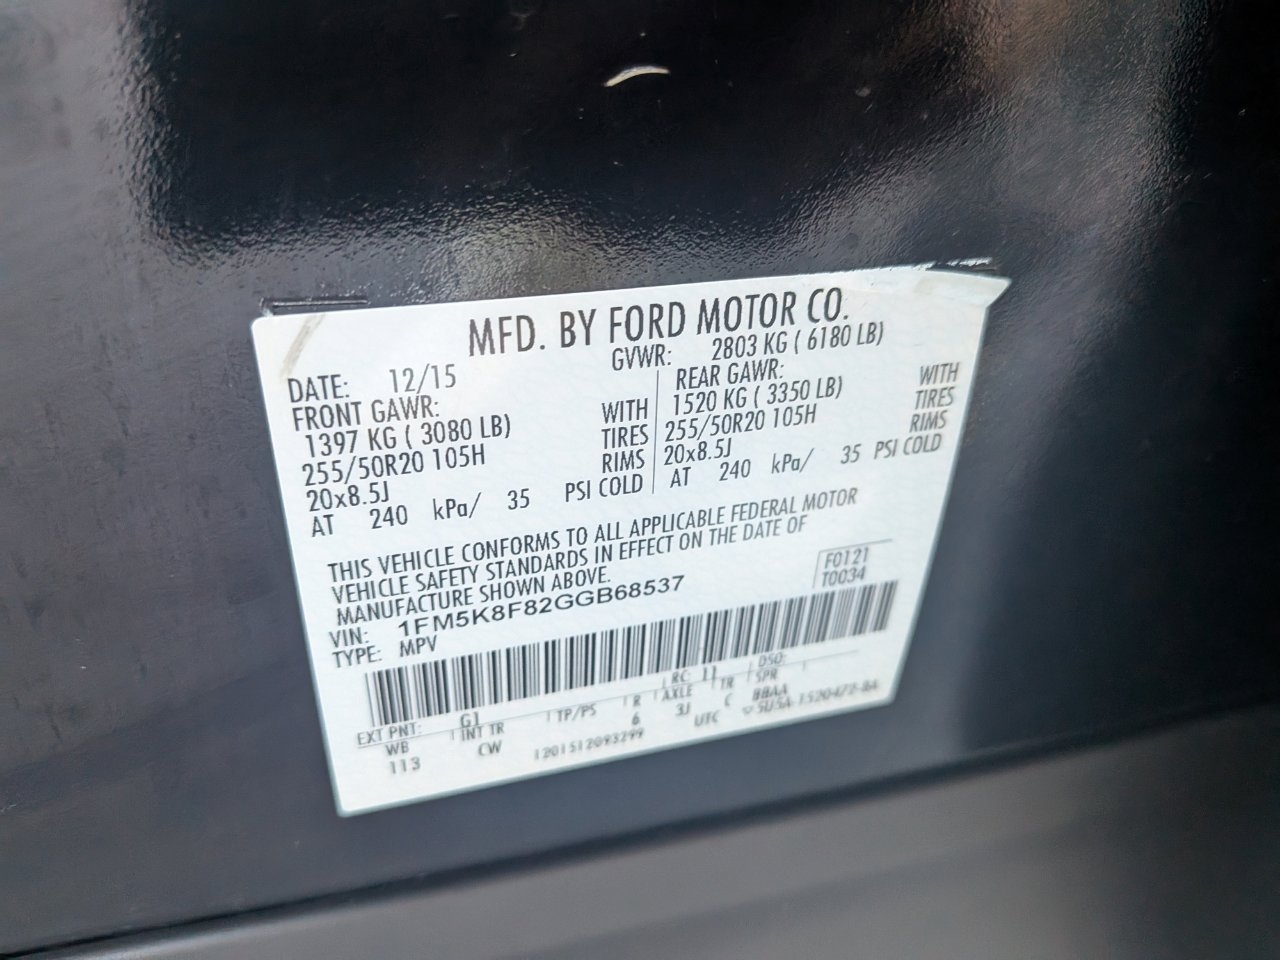 MFD. BY FORD MOTOR CO.
DATE: 12/15 GVWR: 2803 KG ( 6180 LB)
FRONT GAWR: REAR GAWR:
1397 KG ( 3080 LB) WITH 1520 KG ( 3350 LB) WITH
255/50R20 105H TIRES 255/50R20 105H TIRES
20x8.5J RIMS 20x8.5J RIMS
AT 240 kPa/ 35 PSI COLD AT 240 kPa/ 35 PSI COLD
THIS VEHICLE CONFORMS TO ALL APPLICABLE FEDERAL MOTOR
VEHICLE SAFETY STANDARDS IN EFFECT ON THE DATE OF
MANUFACTURE SHOWN ABOVE.
F0121
VIN: 1FM5K8F82GGB68537
T0034
TYPE: MPV
EXT PNT: G1 RC: 11 DSO:
WB INT TR TP/PS R AXLE TR SPR
113 CW 6 3J C BBAA
1201512093299 UTC